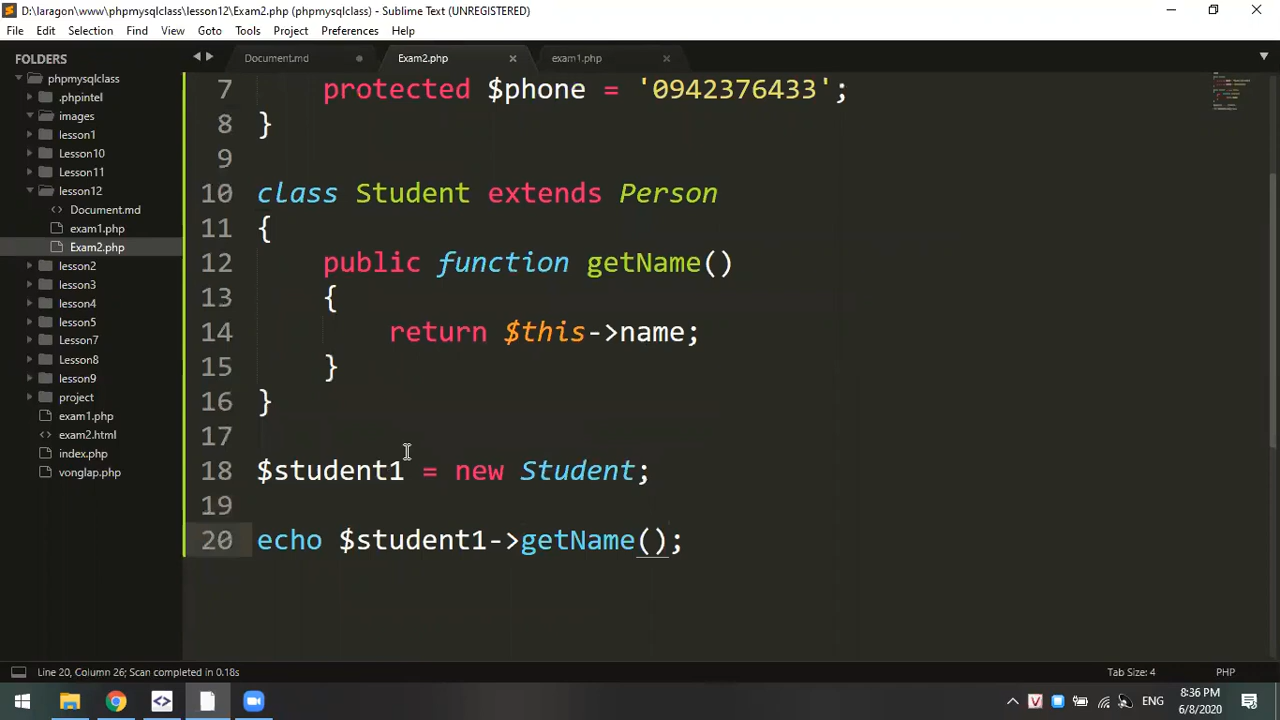 D:\laragon\www\phpmysqlclass\lesson12\Exam2.php (phpmysqlclass) - Sublime Text (UNREGISTERED)
File Edit Selection Find View Goto Tools Project Preferences Help
FOLDERS
phpmysqlclass
.phpintel
images
lesson1
Lesson10
Lesson11
lesson12
Document.md
exam1.php
Exam2.php
lesson2
lesson3
lesson4
lesson5
Lesson7
Lesson8
lesson9
project
exam1.php
exam2.html
index.php
vonglap.php
Document.md Exam2.php exam1.php
7 protected $phone = '0942376433';
8 }
9
10 class Student extends Person
11 {
12 public function getName()
13 {
14 return $this->name;
15 }
16 }
17
18 $student1 = new Student;
19
20 echo $student1->getName();
Line 20, Column 26; Scan completed in 0.18s
Tab Size: 4 PHP
ENG
8:36 PM
6/8/2020